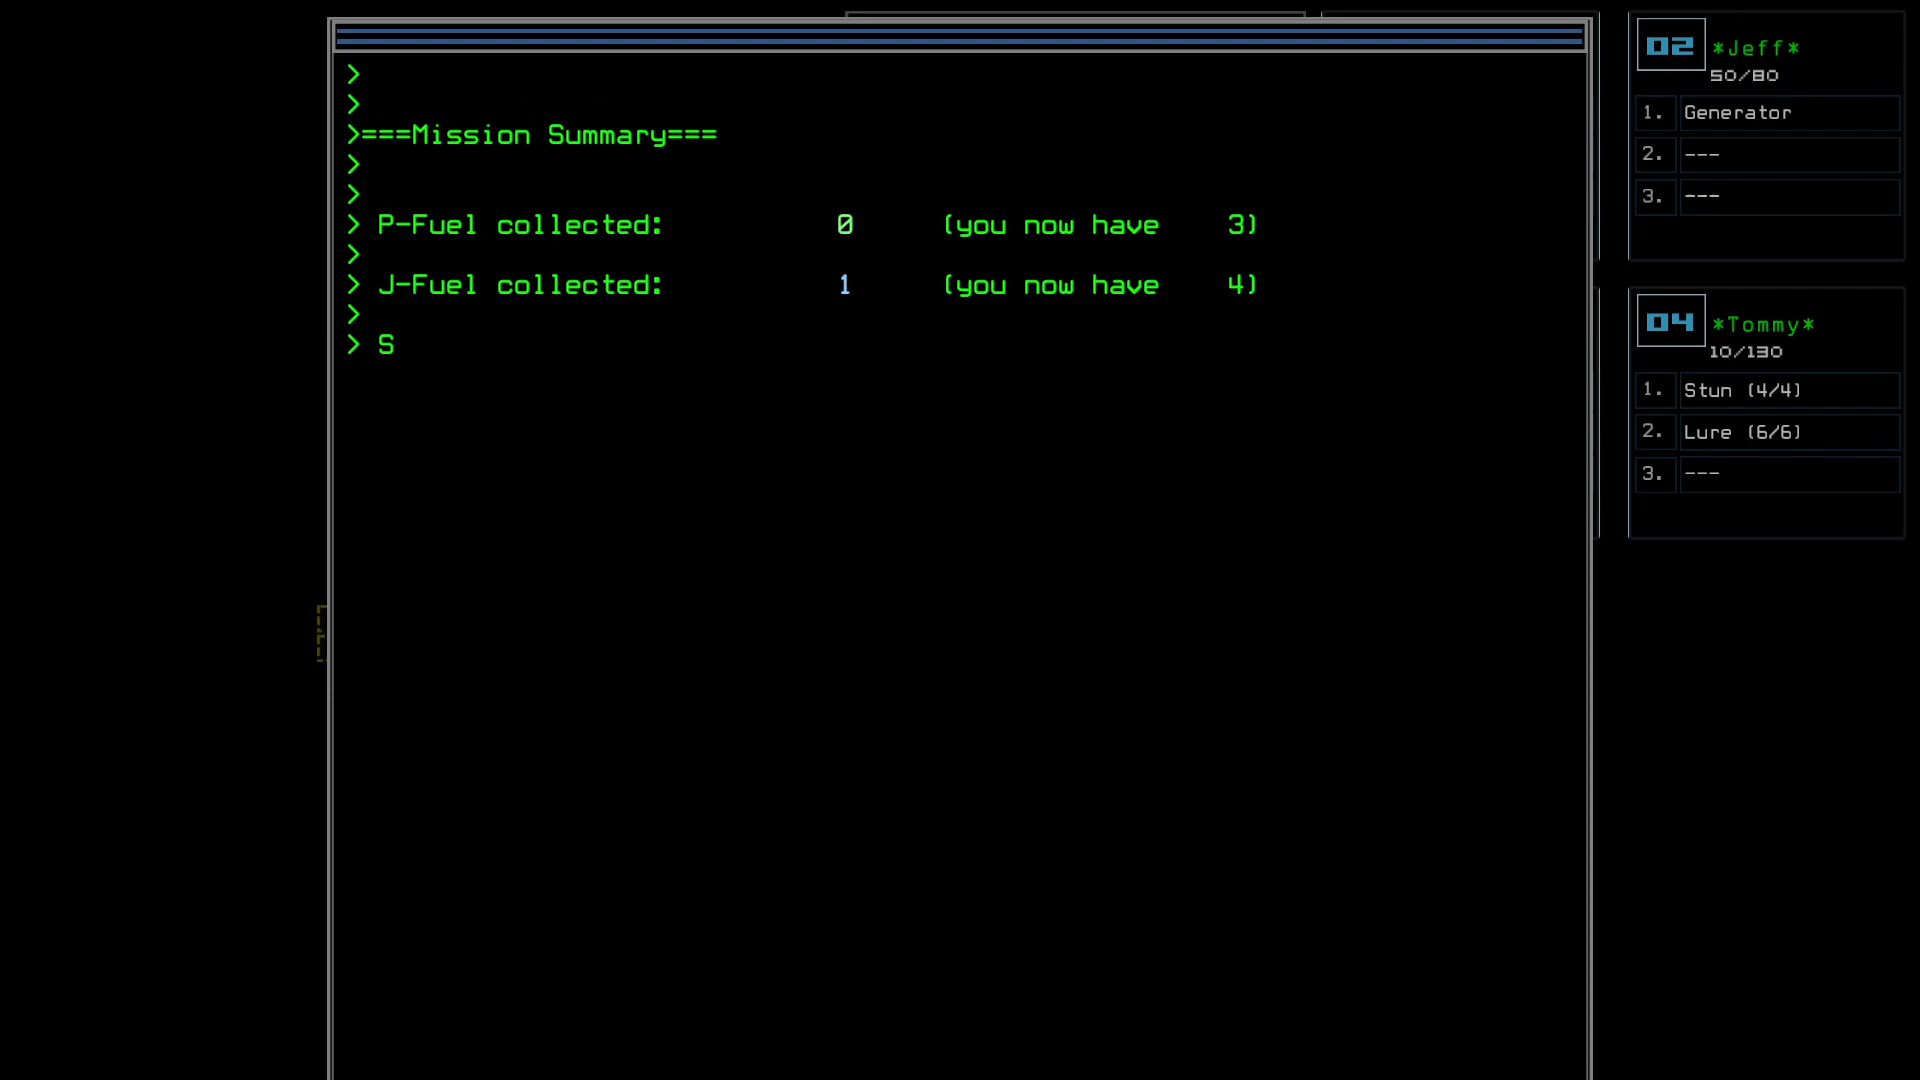 >
>
>===Mission Summary===
>
>
> P-Fuel collected: 0 (you now have 3)
>
> J-Fuel collected: 1 (you now have 4)
>
> S
02 *Jeff*
50/80
1. Generator
2. ---
3. ---
04 *Tommy*
10/130
1. Stun (4/4)
2. Lure (6/6)
3. ---